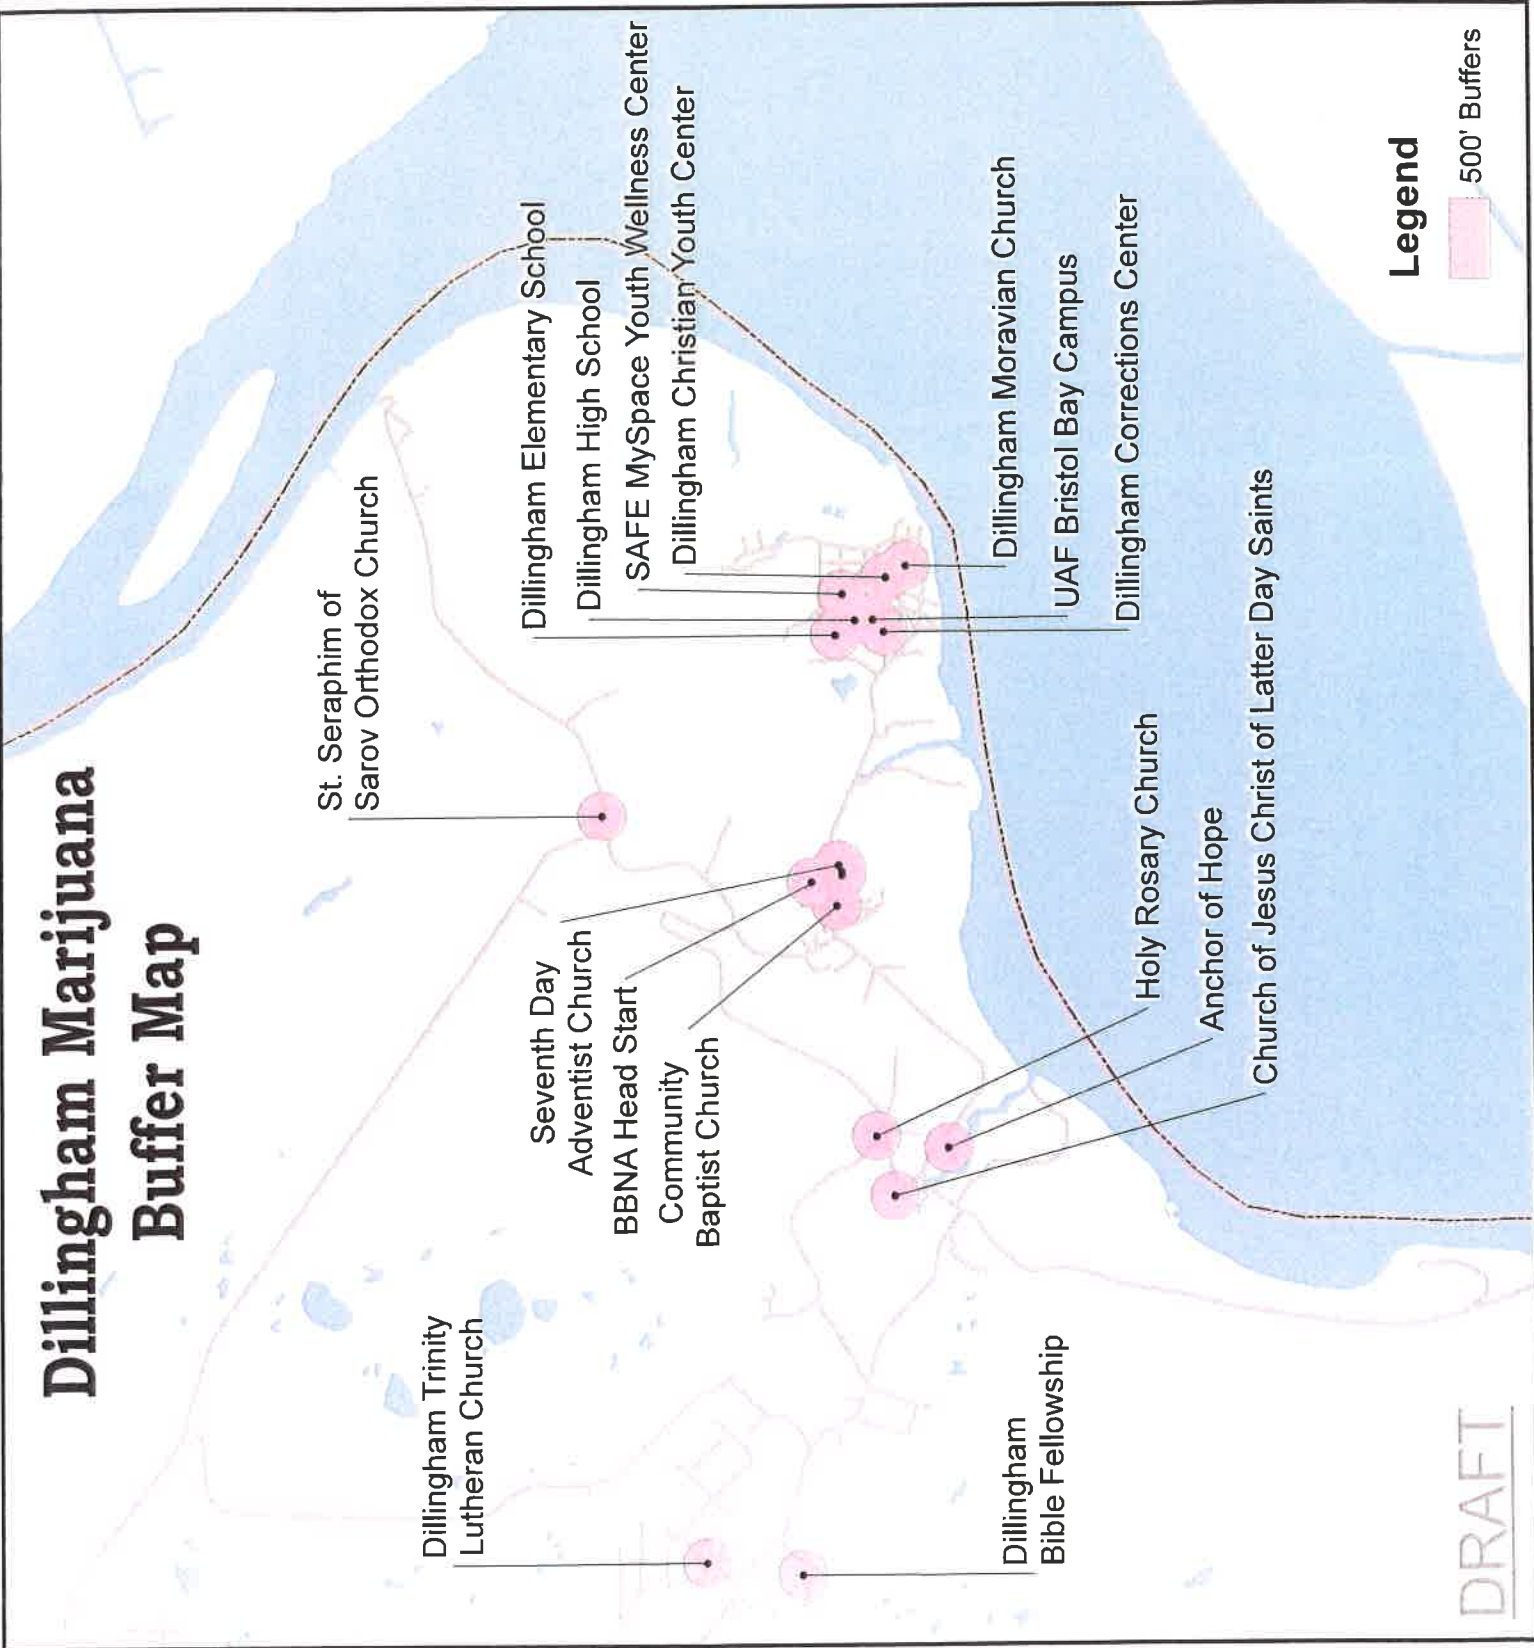 Dillingham Marijuana
Buffer Map
St. Seraphim of
Sarov Orthodox Church
Dillingham Elementary School
Dillingham High School
SAFE MySpace Youth Wellness Center
Dillingham Christian Youth Center
Dillingham Trinity
Lutheran Church
Seventh Day
Adventist Church
BBNA Head Start
Community
Baptist Church
Dillingham
Bible Fellowship
Holy Rosary Church
Anchor of Hope
Church of Jesus Christ of Latter Day Saints
Dillingham Moravian Church
UAF Bristol Bay Campus
Dillingham Corrections Center
Legend
500' Buffers
DRAFT